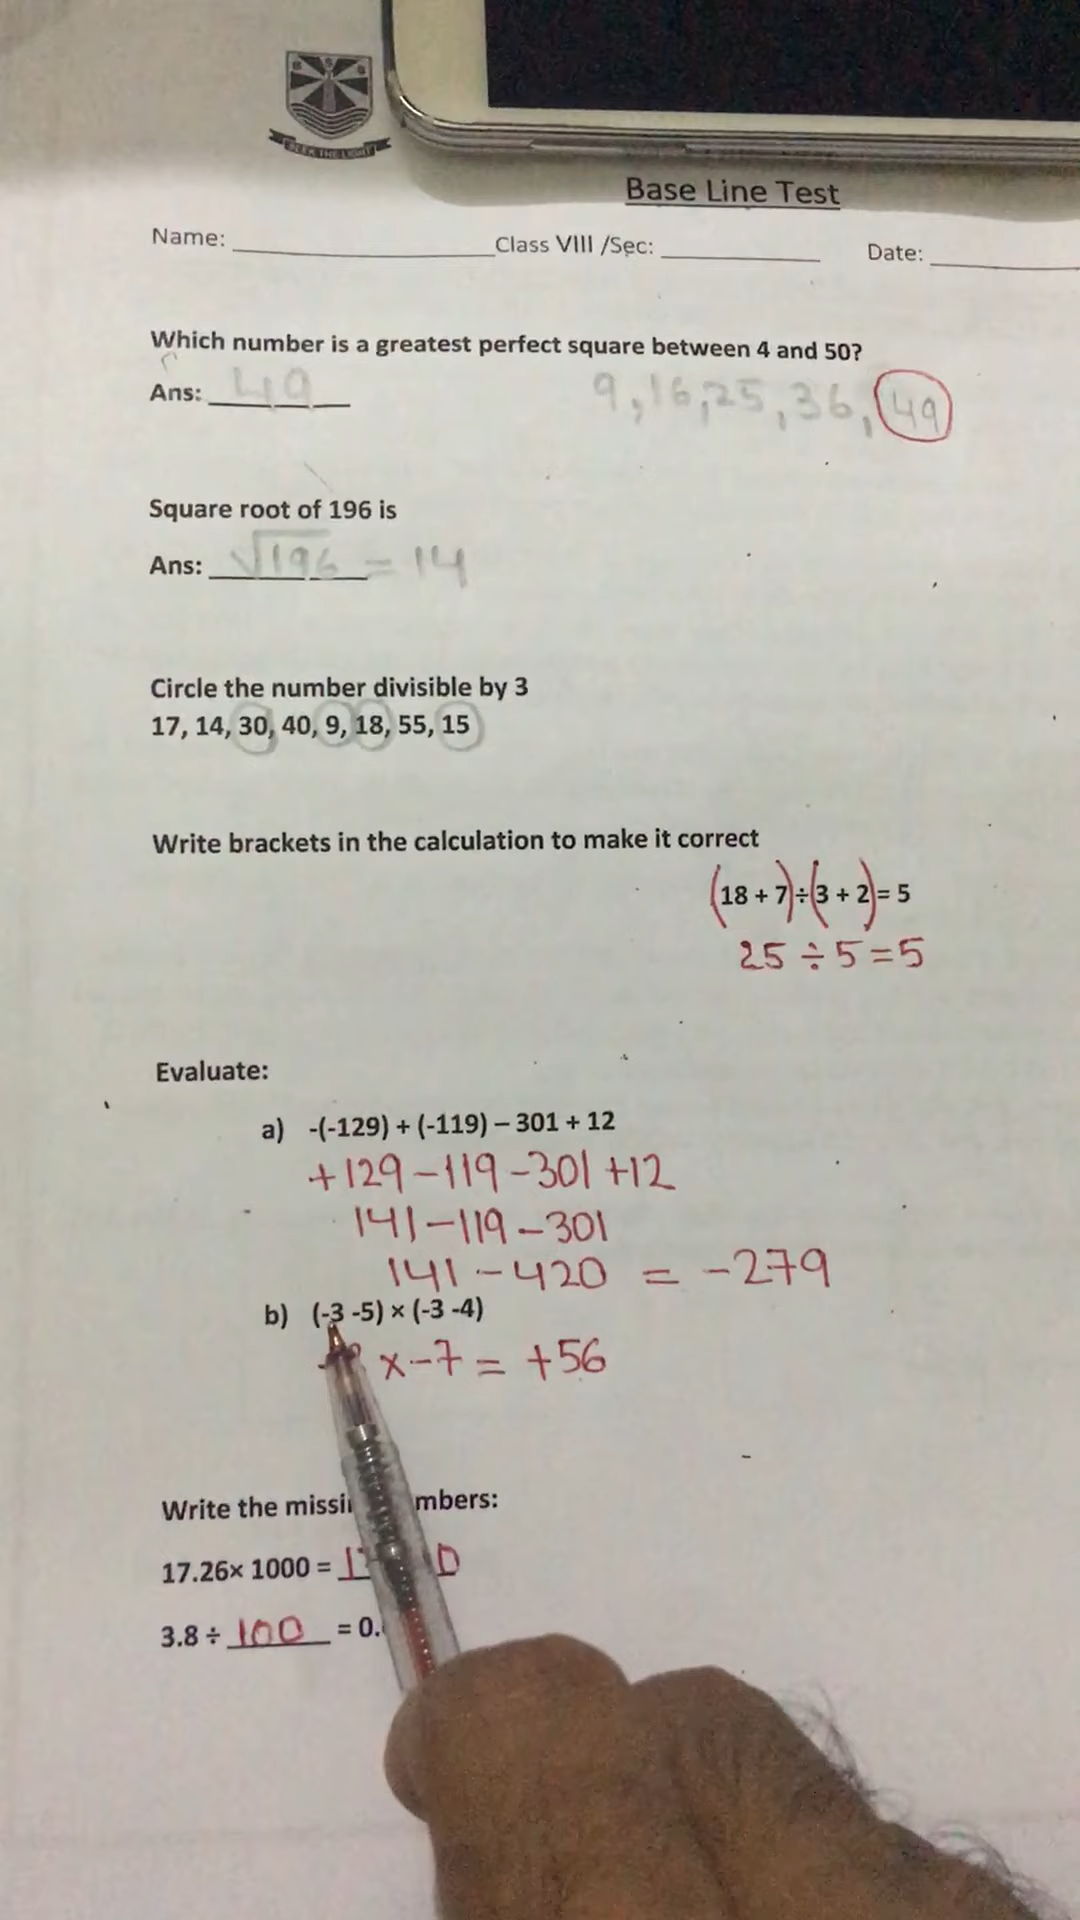 SEEK THE LIGHT
Base Line Test
Name: Class VIII /Sec: Date:
Which number is a greatest perfect square between 4 and 50?
Ans: 49 9, 16, 25, 36, 49
Square root of 196 is
Ans: √196 = 14
Circle the number divisible by 3
17, 14, 30, 40, 9, 18, 55, 15
Write brackets in the calculation to make it correct
(18 + 7)÷(3 + 2)= 5
25 ÷ 5 = 5
Evaluate:
a) -(-129) + (-119) – 301 + 12
+129 - 119 - 301 + 12
141 - 119 - 301
141 - 420 = -279
b) (-3 -5) × (-3 -4)
x - 7 = +56
Write the mbers:
17.26× 1000 =
3.8 ÷ 100 = 0.